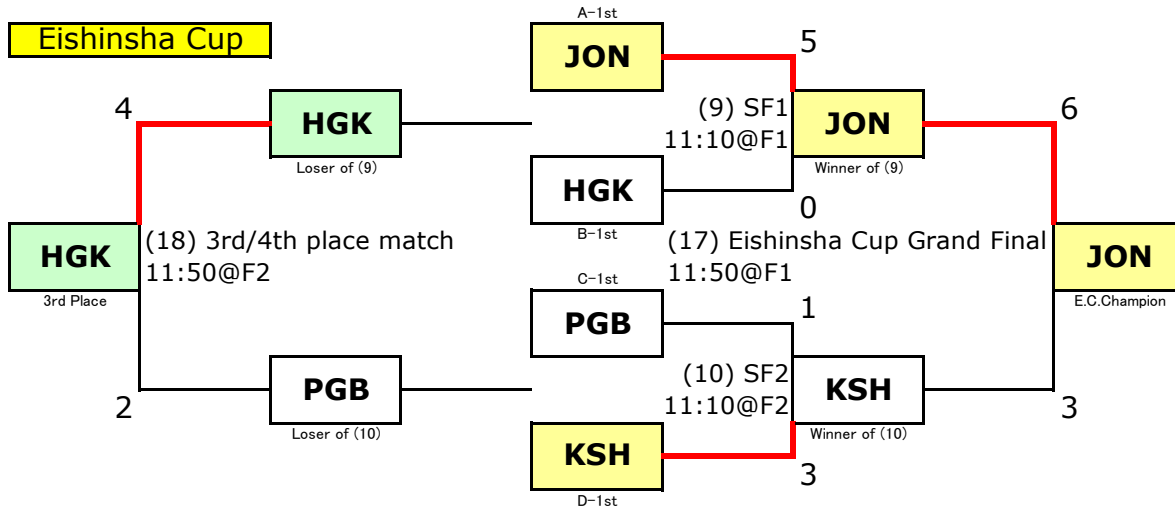 Eishinsha Cup
A-1st
JON
5
4
HGK
Loser of (9)
(9) SF1
11:10@F1
JON
Winner of (9)
6
HGK
B-1st
0
HGK
3rd Place
(18) 3rd/4th place match
11:50@F2
(17) Eishinsha Cup Grand Final
11:50@F1
JON
E.C.Champion
C-1st
PGB
1
2
PGB
Loser of (10)
(10) SF2
11:10@F2
KSH
Winner of (10)
3
KSH
D-1st
3